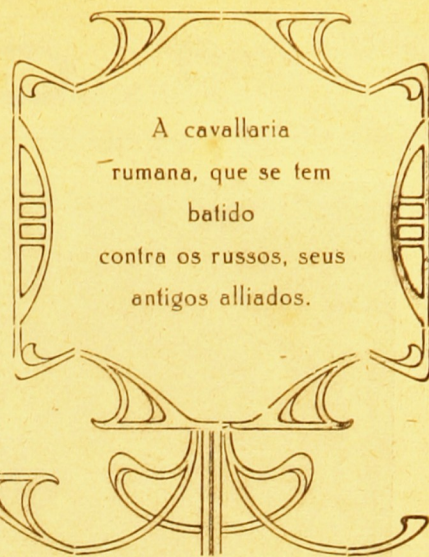 A cavallaria
rumana, que se tem
batido
contra os russos, seus
antigos alliados.